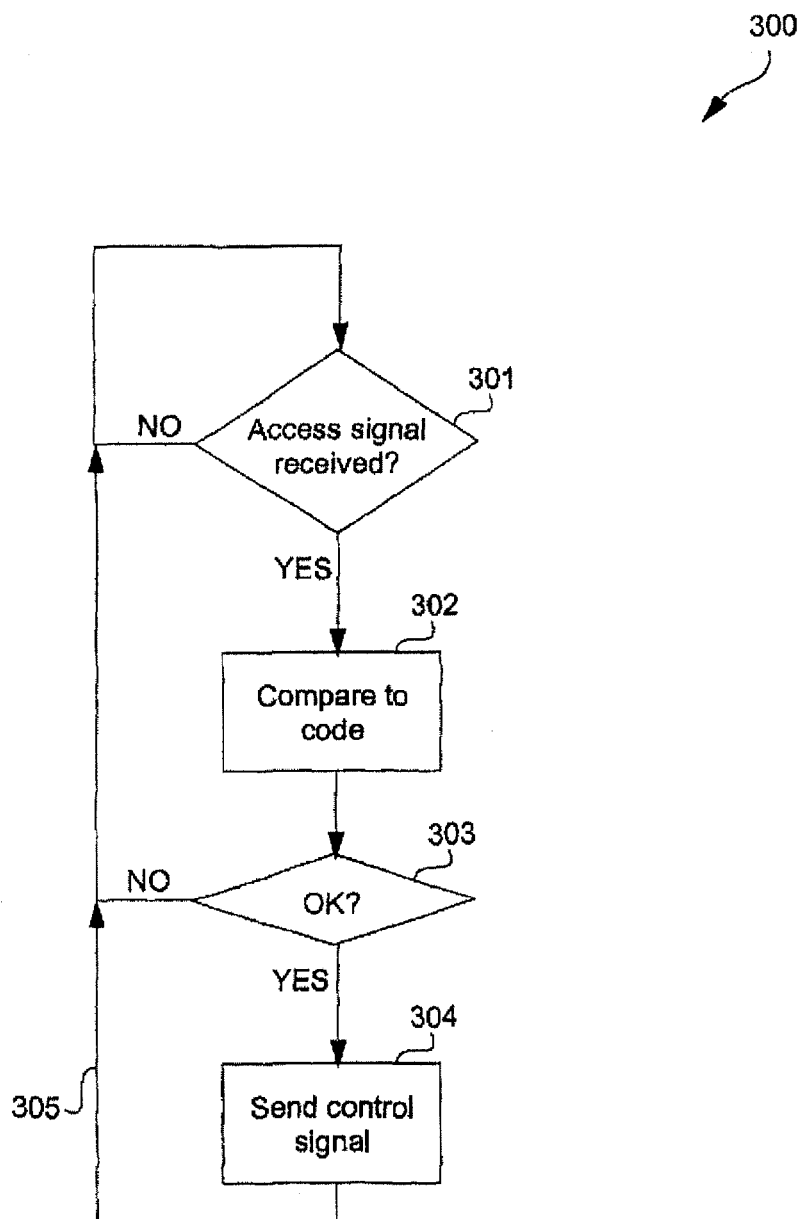 300
301
Access signal
received?
NO
YES
302
Compare to
code
303
NO
OK?
YES
304
305
Send control
signal